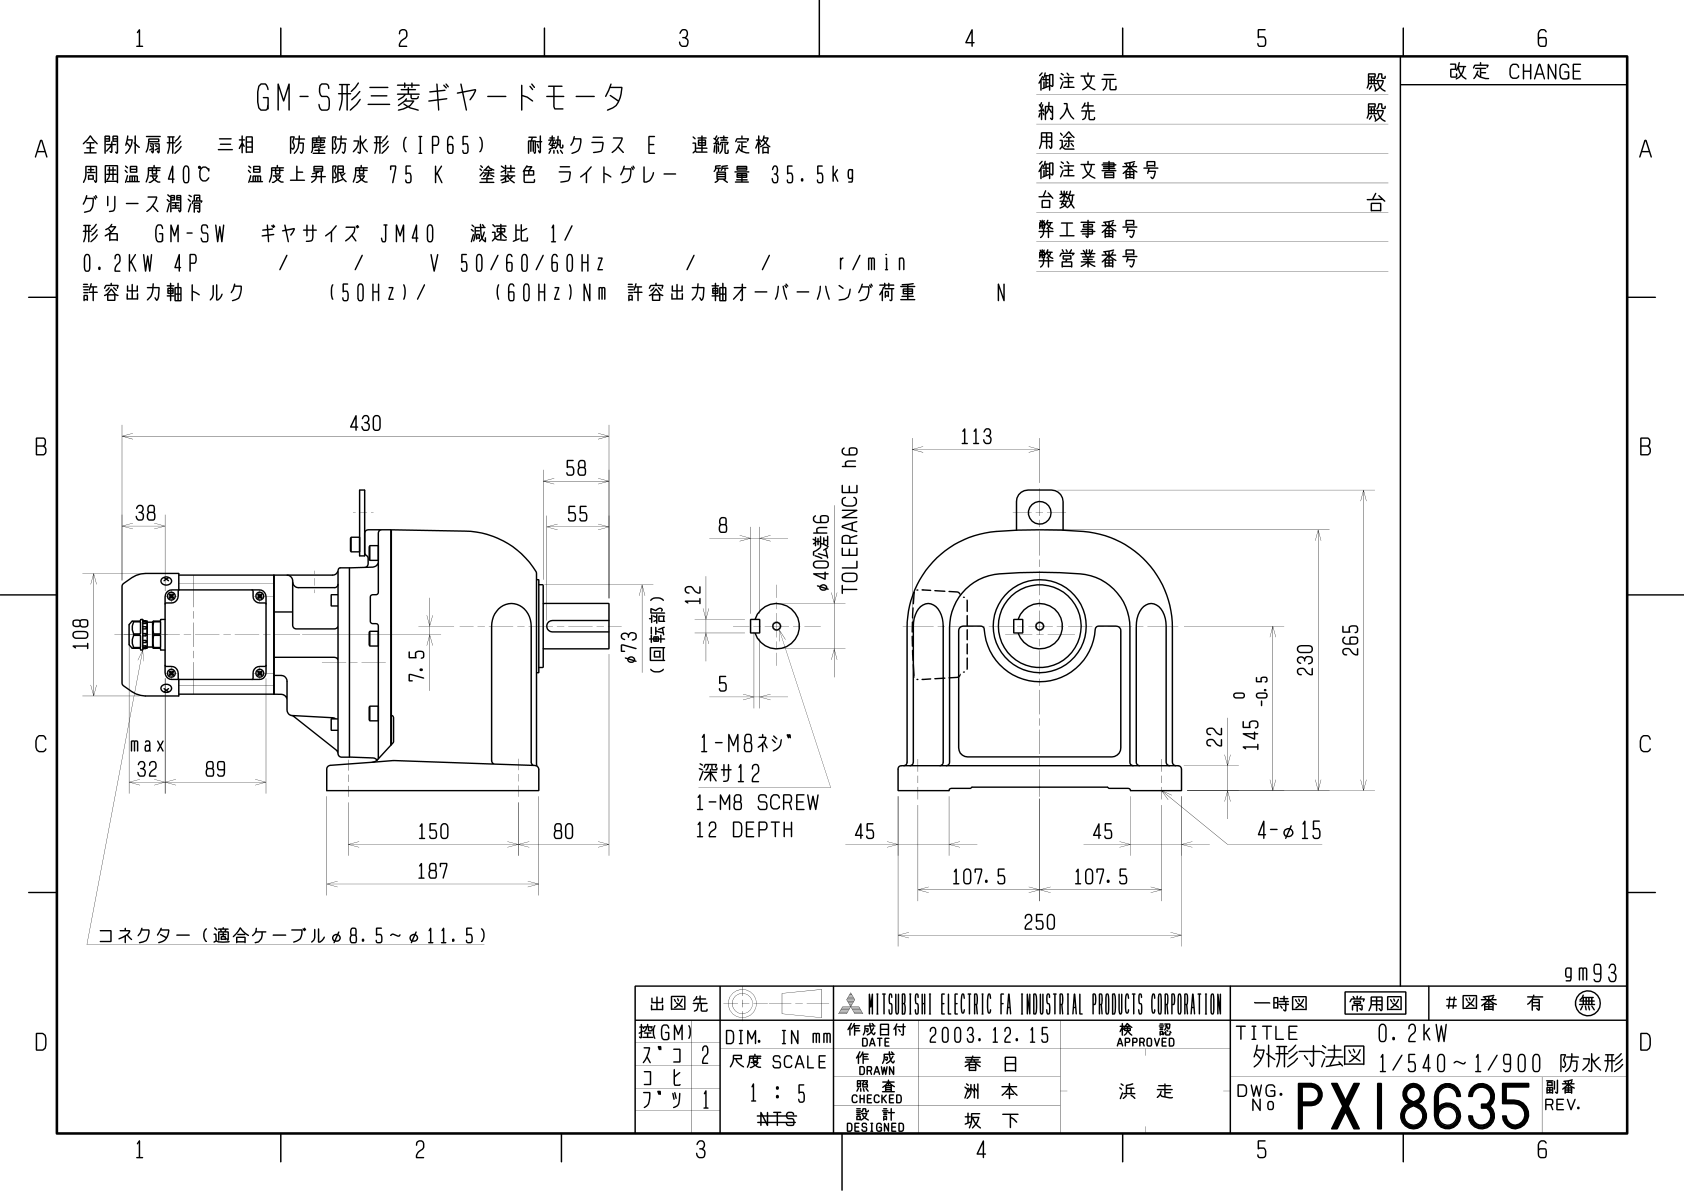 1 2 3 4 5 6
A
A
B
B
C
C
D
D
改定 CHANGE
GM-S形三菱ギヤードモータ
全閉外扇形 三相 防塵防水形(IP65) 耐熱クラス E 連続定格
周囲温度40℃ 温度上昇限度 75 K 塗装色 ライトグレー 質量 35.5kg
グリース潤滑
形名 GM-SW ギヤサイズ JM40 減速比 1/
0.2KW 4P / / V 50/60/60Hz / / r/min
許容出力軸トルク (50Hz)/ (60Hz)Nm 許容出力軸オーバーハング荷重 N
御注文元 殿
納入先 殿
用途
御注文書番号
台数 台
弊工事番号
弊営業番号
430
58
55
38
108
7.5
φ73
(回転部)
max
32
89
150
80
187
コネクター(適合ケーブルφ8.5~φ11.5)
8
12
5
φ40公差h6
TOLERANCE h6
1-M8ネジ
深サ12
1-M8 SCREW
12 DEPTH
113
265
230
145 0 -0.5
22
45
45
4-φ15
107.5
107.5
250
gm93
出図先
控(GM)
ズコ 2
コヒ
ブツ 1
DIM. IN mm
尺度 SCALE
1 : 5
NTS
MITSUBISHI ELECTRIC FA INDUSTRIAL PRODUCTS CORPORATION
作成日付 DATE 2003.12.15
作成 DRAWN 春日
照査 CHECKED 洲本
設計 DESIGNED 坂下
検認 APPROVED
浜走
一時図 常用図 #図番 有 無
TITLE 0.2kW
外形寸法図 1/540~1/900 防水形
DWG. No PX18635 副番 REV.
1 2 3 4 5 6